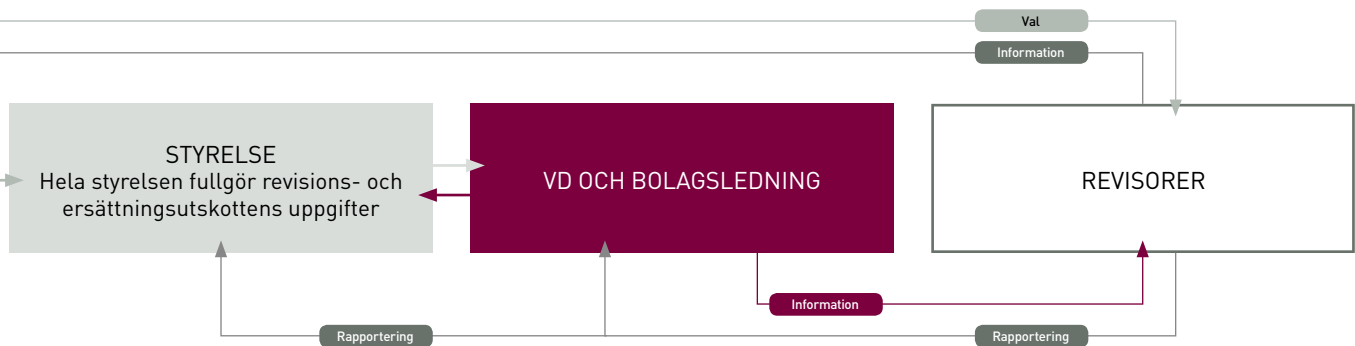 Val
Information
STYRELSE
Hela styrelsen fullgör revisions- och
ersättningsutskottens uppgifter
VD OCH BOLAGSLEDNING
REVISORER
Information
Rapportering
Rapportering